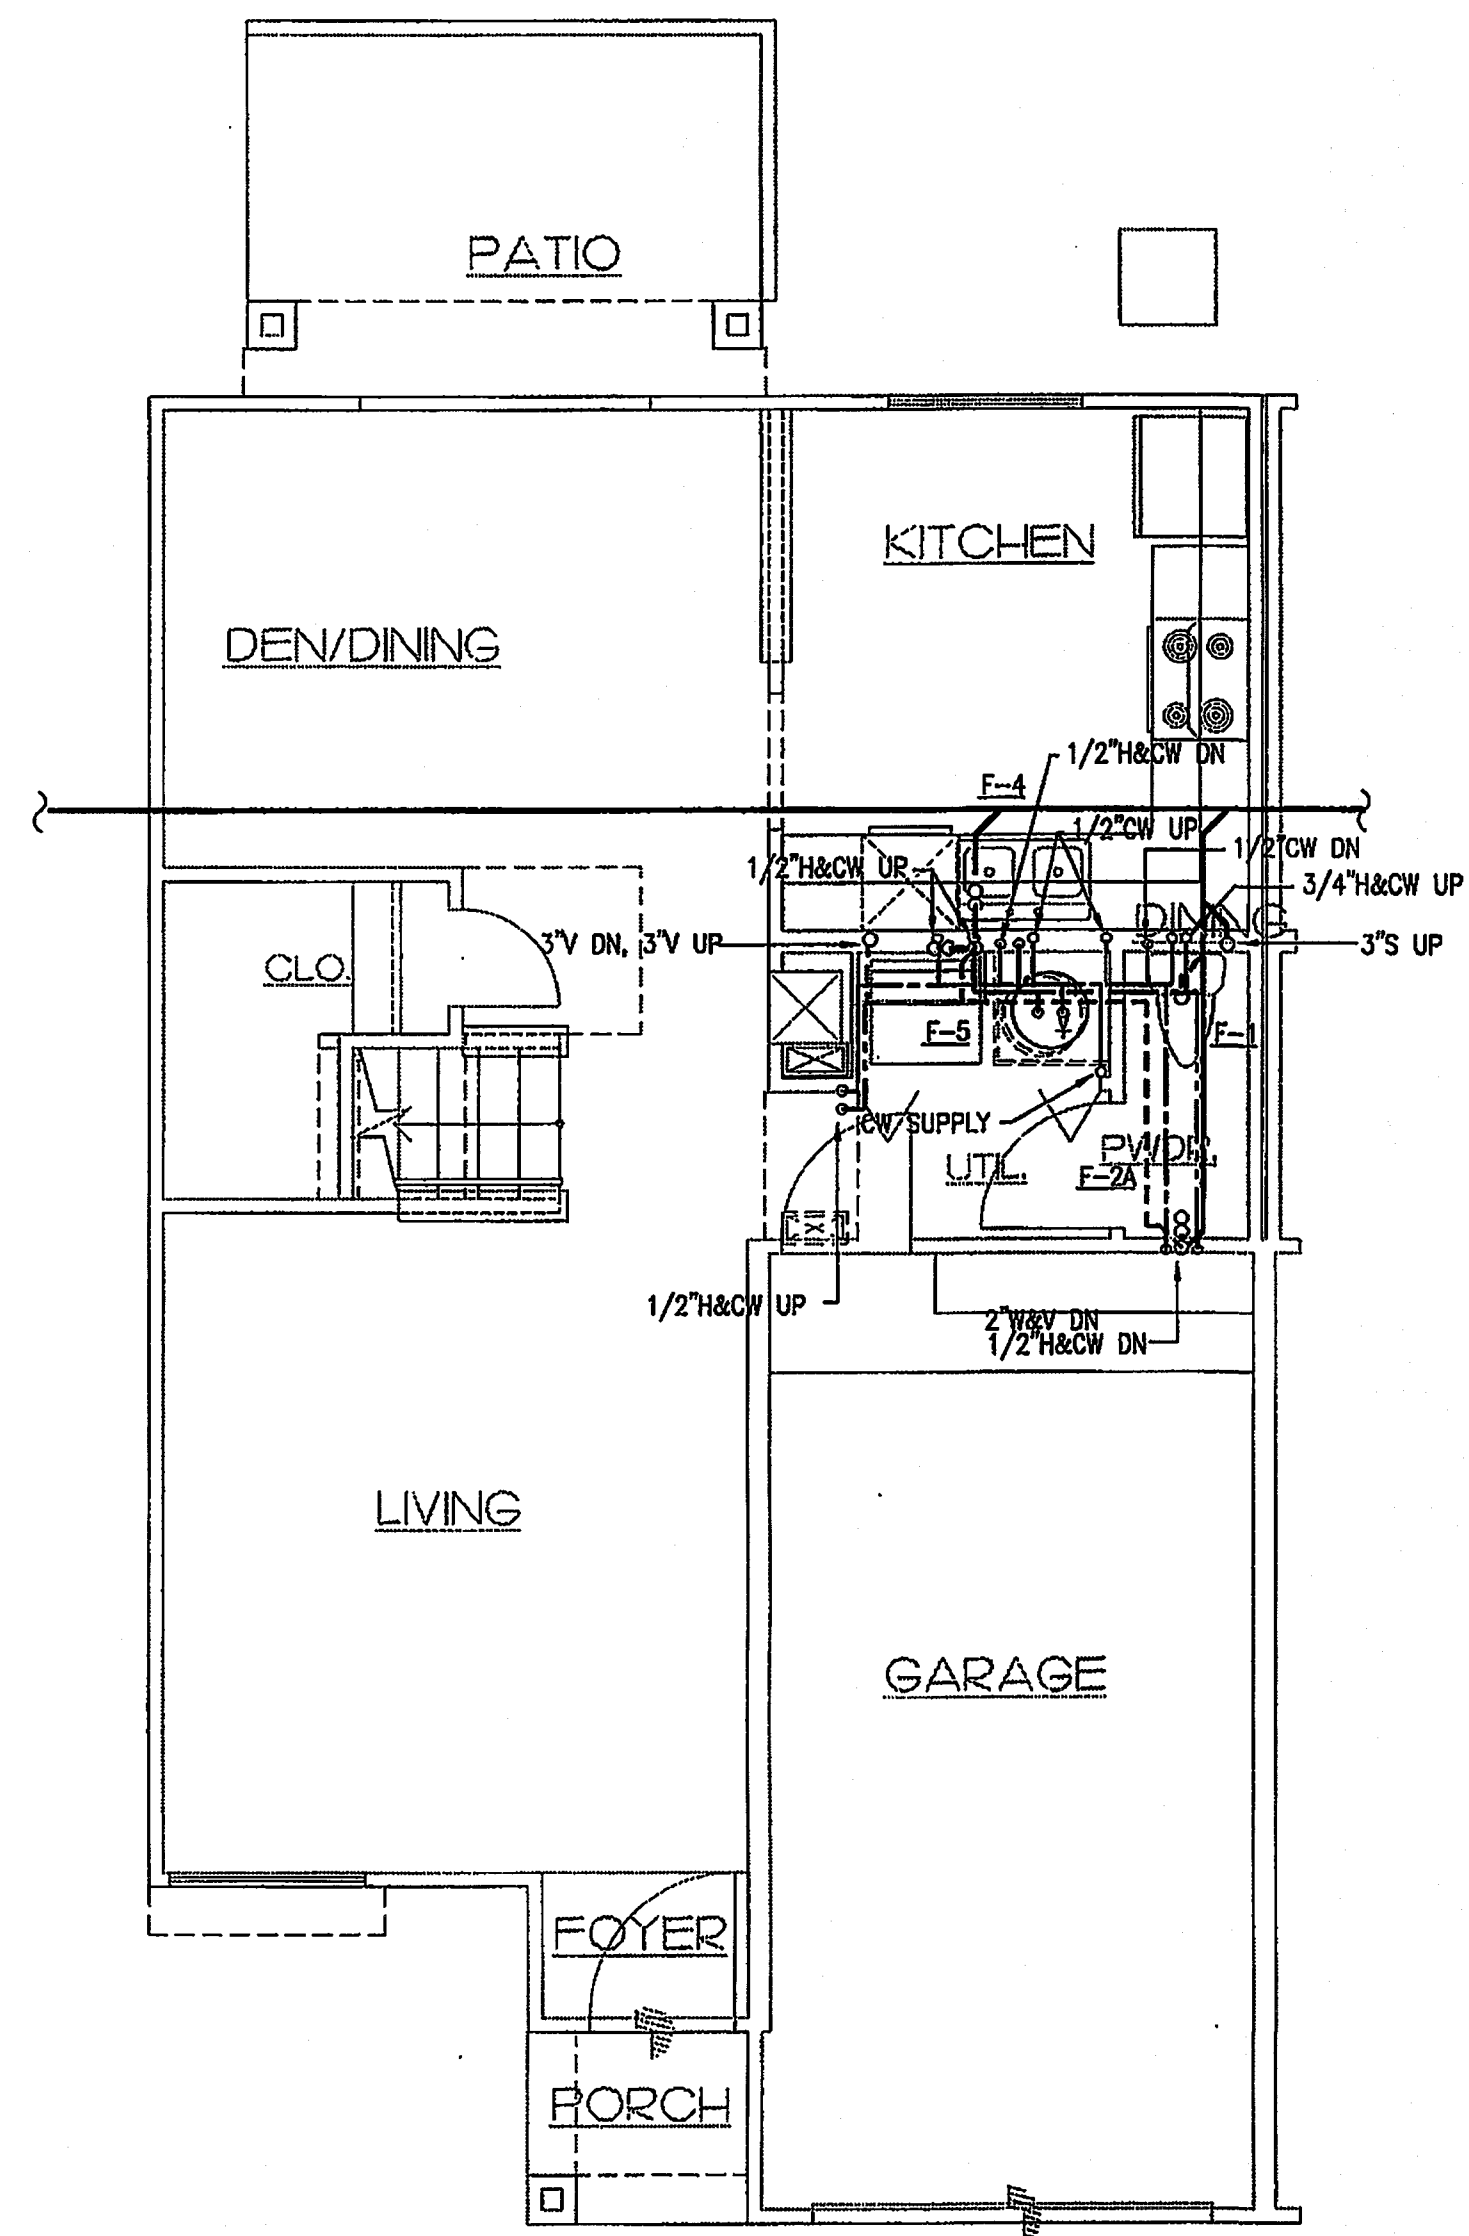 PATIO
KITCHEN
DEN/DINING
1/2"H&CW DN
F-4
1/2"CW UP
1/2"CW DN
1/2"H&CW UP
3/4"H&CW UP
3"V DN, 3"V UP
3"S UP
CLO.
F-5
F-1
CW SUPPLY
PWDR.
UTIL.
F-2A
1/2"H&CW UP
2"W&V DN
1/2"H&CW DN
LIVING
GARAGE
FOYER
PORCH